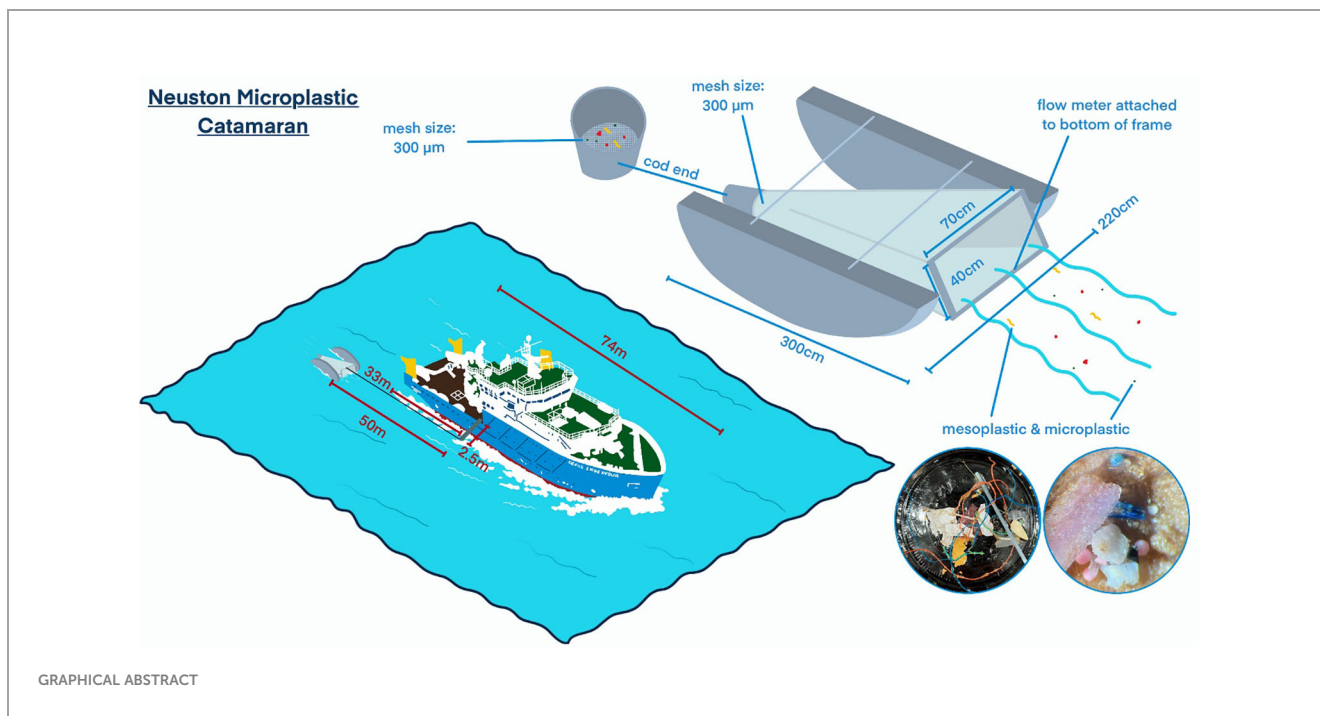 Neuston Microplastic
Catamaran
mesh size:
300 µm
cod end
mesh size:
300 µm
flow meter attached
to bottom of frame
70cm
40cm
220cm
300cm
74m
33m
50m
2.5m
mesoplastic & microplastic
GRAPHICAL ABSTRACT